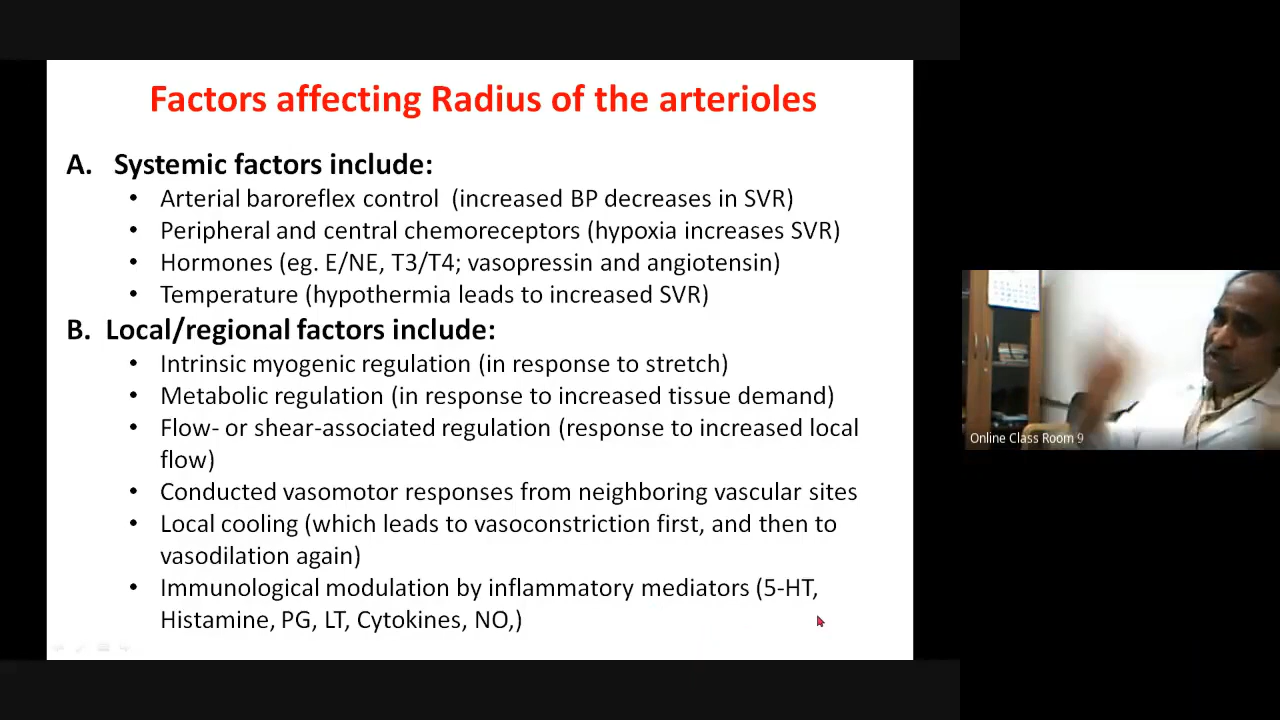 Factors affecting Radius of the arterioles
A. Systemic factors include:
• Arterial baroreflex control (increased BP decreases in SVR)
• Peripheral and central chemoreceptors (hypoxia increases SVR)
• Hormones (eg. E/NE, T3/T4; vasopressin and angiotensin)
• Temperature (hypothermia leads to increased SVR)
B. Local/regional factors include:
• Intrinsic myogenic regulation (in response to stretch)
• Metabolic regulation (in response to increased tissue demand)
• Flow- or shear-associated regulation (response to increased local
flow)
• Conducted vasomotor responses from neighboring vascular sites
• Local cooling (which leads to vasoconstriction first, and then to
vasodilation again)
• Immunological modulation by inflammatory mediators (5-HT,
Histamine, PG, LT, Cytokines, NO,)
Online Class Room 9